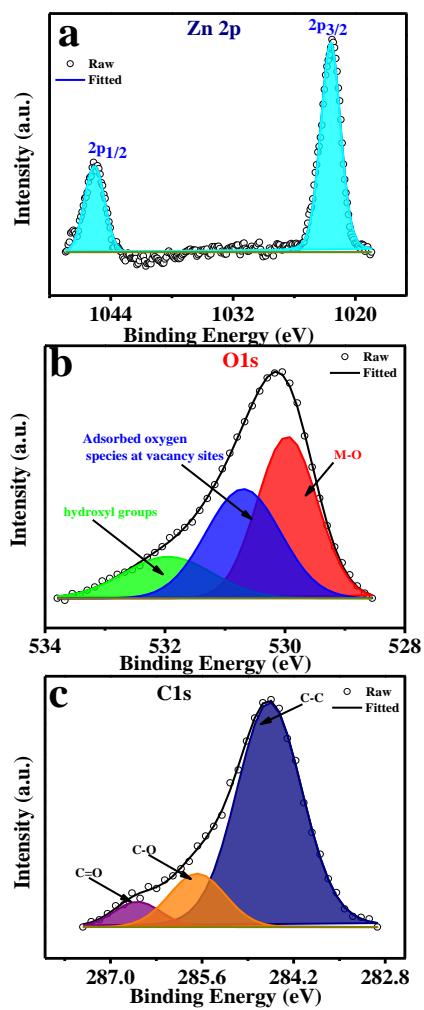 a
Zn 2p
2p3/2
Raw
Fitted
2p1/2
Intensity (a.u.)
1044
1032
1020
Binding Energy (eV)
b
O1s
Raw
Fitted
Adsorbed oxygen
species at vacancy sites
M-O
hydroxyl groups
Intensity (a.u.)
534
532
530
528
Binding Energy (eV)
c
C1s
Raw
Fitted
C-C
C-O
C=O
Intensity (a.u.)
287.0
285.6
284.2
282.8
Binding Energy (eV)